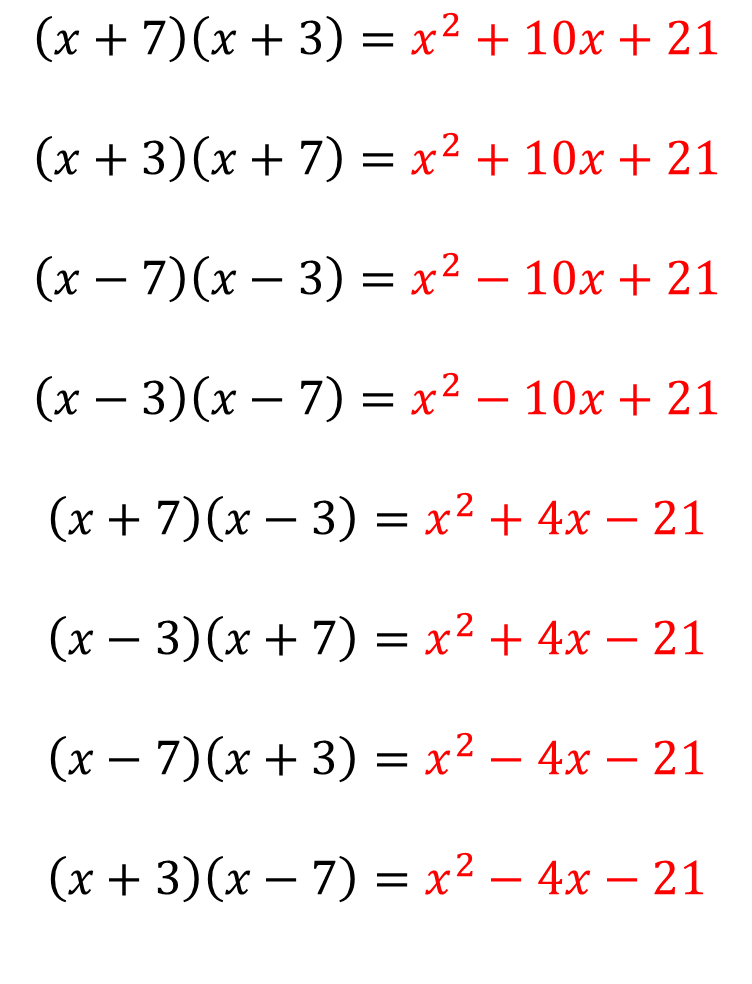 (x + 7)(x + 3) = x² + 10x + 21
(x + 3)(x + 7) = x² + 10x + 21
(x − 7)(x − 3) = x² − 10x + 21
(x − 3)(x − 7) = x² − 10x + 21
(x + 7)(x − 3) = x² + 4x − 21
(x − 3)(x + 7) = x² + 4x − 21
(x − 7)(x + 3) = x² − 4x − 21
(x + 3)(x − 7) = x² − 4x − 21